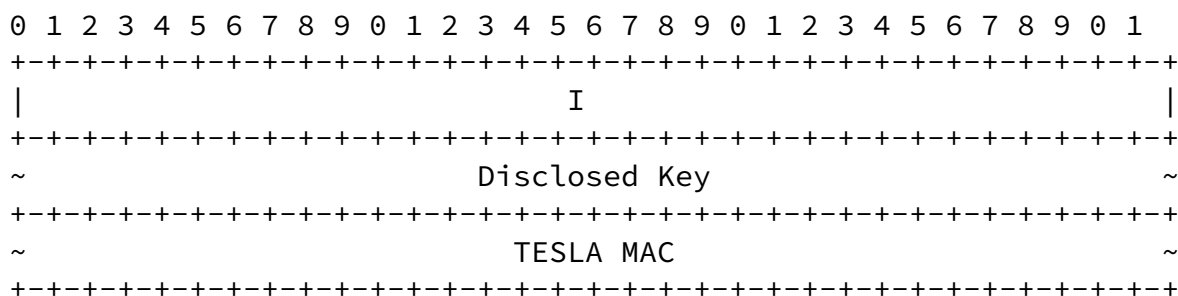 0 1 2 3 4 5 6 7 8 9 0 1 2 3 4 5 6 7 8 9 0 1 2 3 4 5 6 7 8 9 0 1
+-+-+-+-+-+-+-+-+-+-+-+-+-+-+-+-+-+-+-+-+-+-+-+-+-+-+-+-+-+-+-+-+
|                              I                                |
+-+-+-+-+-+-+-+-+-+-+-+-+-+-+-+-+-+-+-+-+-+-+-+-+-+-+-+-+-+-+-+-+
~                         Disclosed Key                         ~
+-+-+-+-+-+-+-+-+-+-+-+-+-+-+-+-+-+-+-+-+-+-+-+-+-+-+-+-+-+-+-+-+
~                           TESLA MAC                           ~
+-+-+-+-+-+-+-+-+-+-+-+-+-+-+-+-+-+-+-+-+-+-+-+-+-+-+-+-+-+-+-+-+